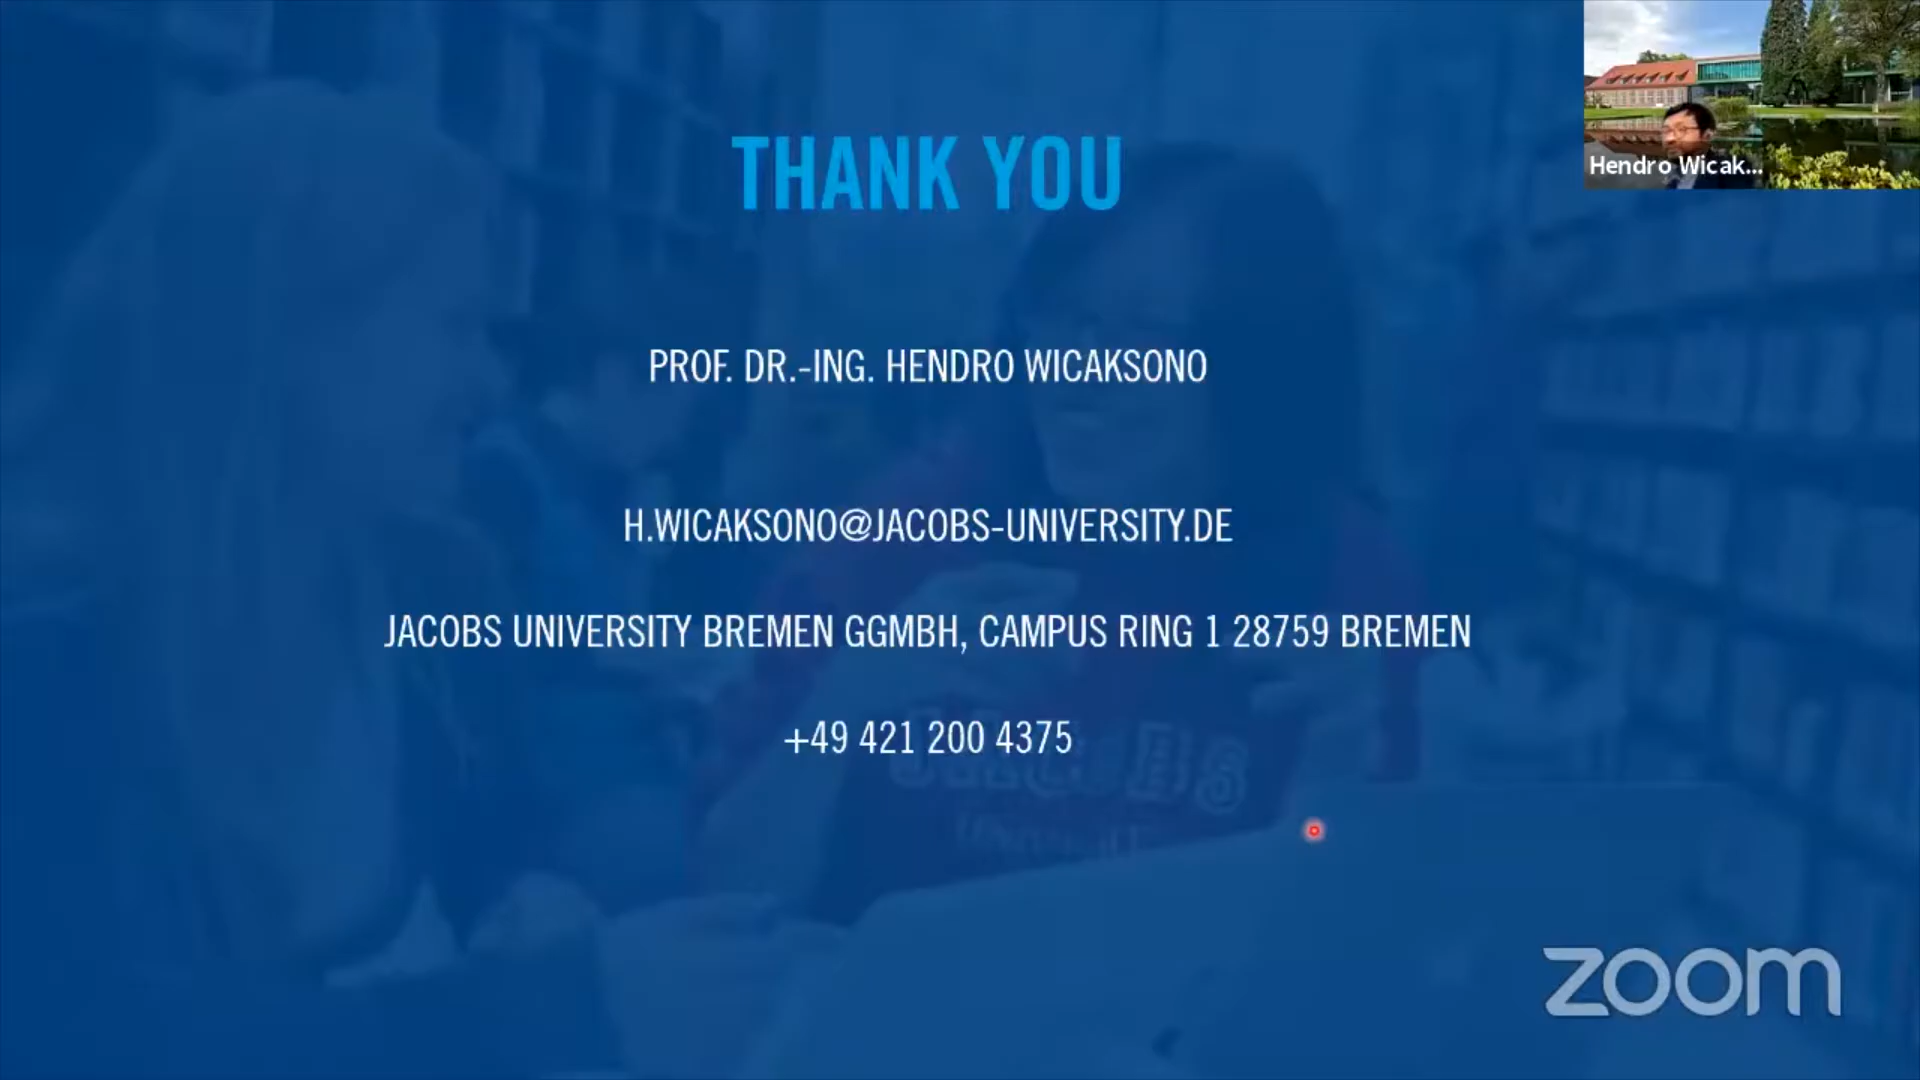 THANK YOU
Hendro Wicak...
PROF. DR.-ING. HENDRO WICAKSONO
H.WICAKSONO@JACOBS-UNIVERSITY.DE
JACOBS UNIVERSITY BREMEN GGMBH, CAMPUS RING 1 28759 BREMEN
+49 421 200 4375
JACOBS
zoom